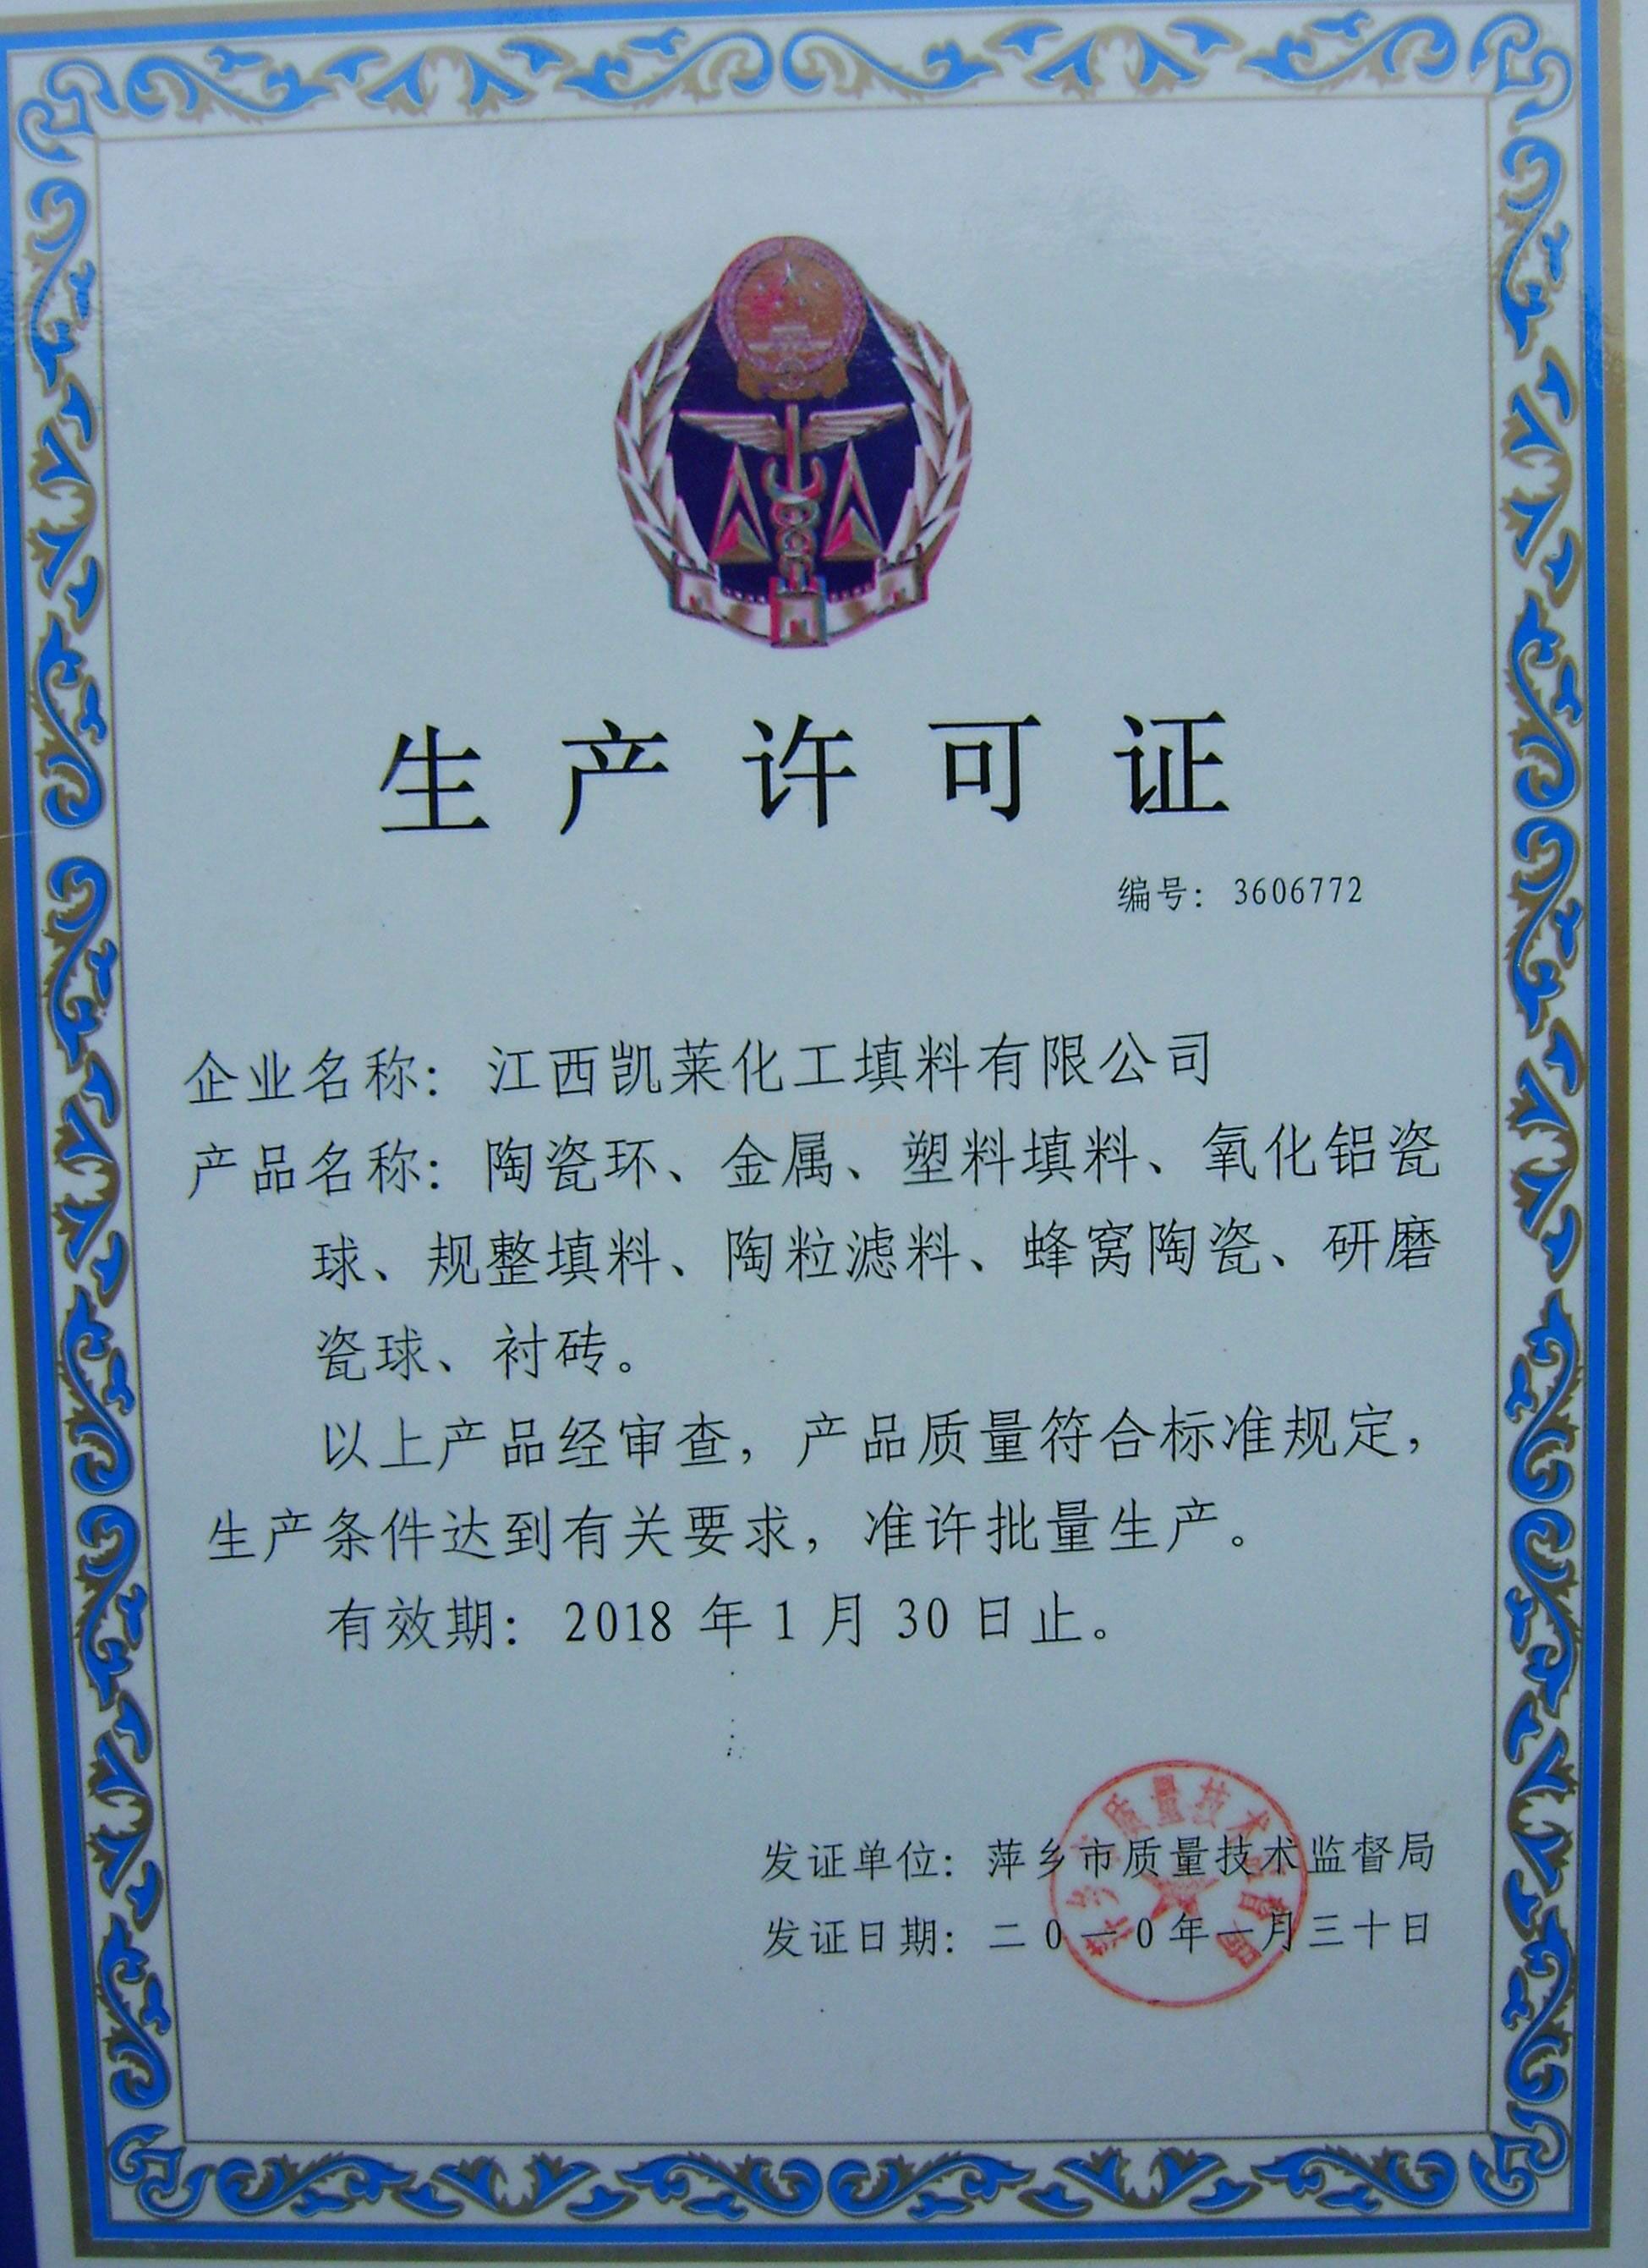 生产许可证
编号：3606772
企业名称：江西凯莱化工填料有限公司
产品名称：陶瓷环、金属、塑料填料、氧化铝瓷
球、规整填料、陶粒滤料、蜂窝陶瓷、研磨
瓷球、衬砖。
以上产品经审查，产品质量符合标准规定，
生产条件达到有关要求，准许批量生产。
有效期：2018 年 1 月 30 日止。
发证单位：萍乡市质量技术监督局
发证日期：二0一0年一月三十日